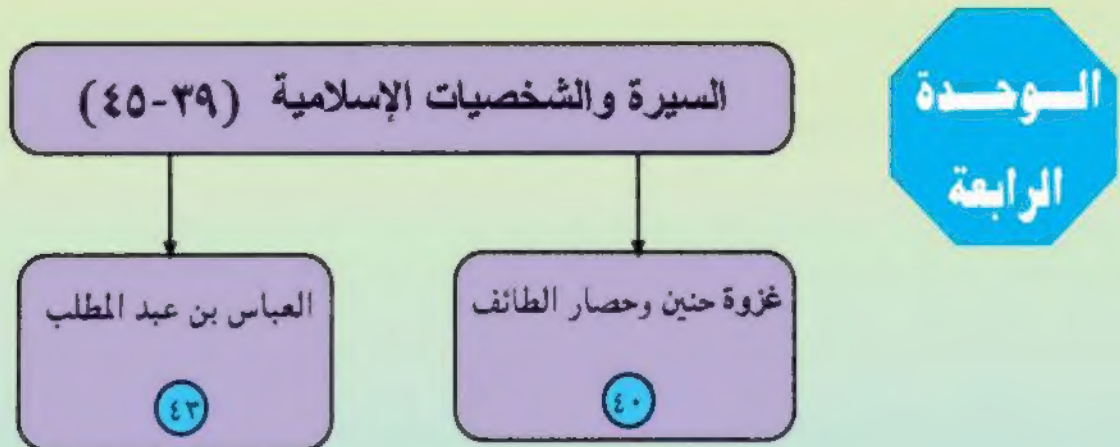 الوحدة
الرابعة
السيرة والشخصيات الإسلامية (٣٩-٤٥)
غزوة حنين وحصار الطائف
٤٠
العباس بن عبد المطلب
٤٣